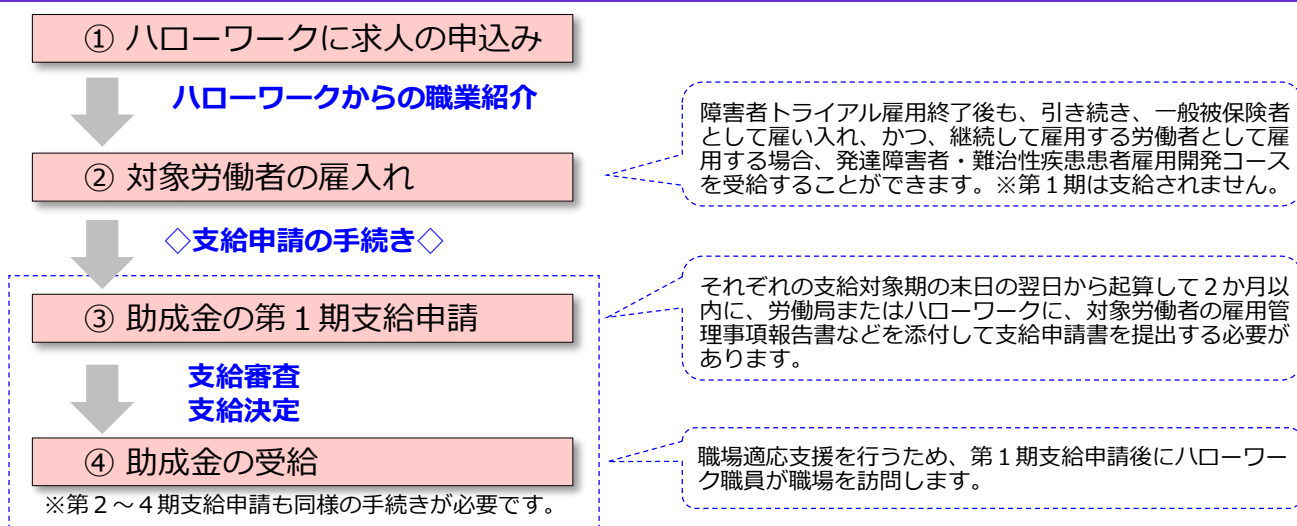 ① ハローワークに求人の申込み
ハローワークからの職業紹介
② 対象労働者の雇入れ
障害者トライアル雇用終了後も、引き続き、一般被保険者
として雇い入れ、かつ、継続して雇用する労働者として雇
用する場合、発達障害者・難治性疾患患者雇用開発コース
を受給することができます。※第１期は支給されません。
◇支給申請の手続き◇
③ 助成金の第１期支給申請
それぞれの支給対象期の末日の翌日から起算して２か月以
内に、労働局またはハローワークに、対象労働者の雇用管
理事項報告書などを添付して支給申請書を提出する必要が
あります。
支給審査
支給決定
④ 助成金の受給
職場適応支援を行うため、第１期支給申請後にハローワー
ク職員が職場を訪問します。
※第２～４期支給申請も同様の手続きが必要です。